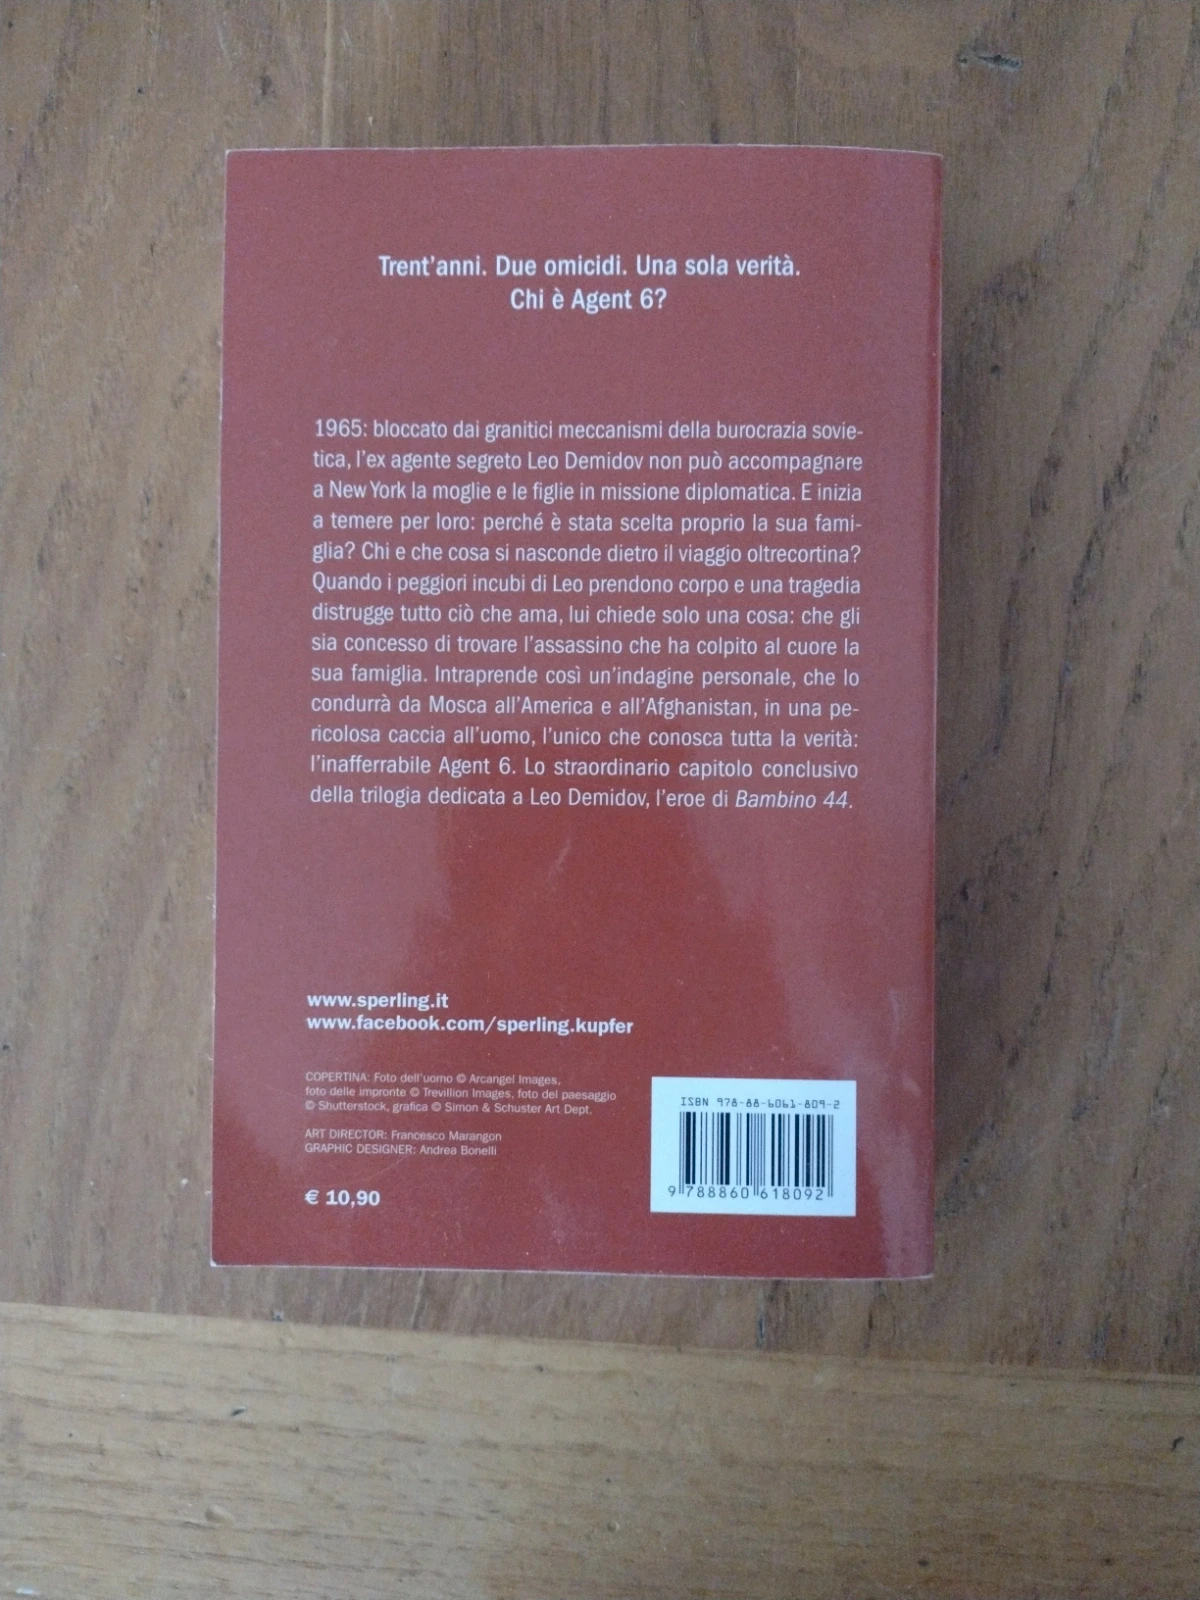 Trent'anni. Due omicidi. Una sola verità.
Chi è Agent 6?
1965: bloccato dai granitici meccanismi della burocrazia sovie-
tica, l'ex agente segreto Leo Demidov non può accompagnare
a New York la moglie e le figlie in missione diplomatica. E inizia
a temere per loro: perché è stata scelta proprio la sua fami-
glia? Chi e che cosa si nasconde dietro il viaggio oltrecortina?
Quando i peggiori incubi di Leo prendono corpo e una tragedia
distrugge tutto ciò che ama, lui chiede solo una cosa: che gli
sia concesso di trovare l'assassino che ha colpito al cuore la
sua famiglia. Intraprende così un'indagine personale, che lo
condurrà da Mosca all'America e all'Afghanistan, in una pe-
ricolosa caccia all'uomo, l'unico che conosca tutta la verità:
l'inafferrabile Agent 6. Lo straordinario capitolo conclusivo
della trilogia dedicata a Leo Demidov, l'eroe di Bambino 44.
www.sperling.it
www.facebook.com/sperling.kupfer
COPERTINA: Foto dell'uomo © Arcangel Images,
foto delle impronte © Trevillion Images, foto del paesaggio
© Shutterstock, grafica © Simon & Schuster Art Dept.
ART DIRECTOR: Francesco Marangon
GRAPHIC DESIGNER: Andrea Bonelli
€ 10,90
ISBN 978-88-6061-809-2
9 788860 618092